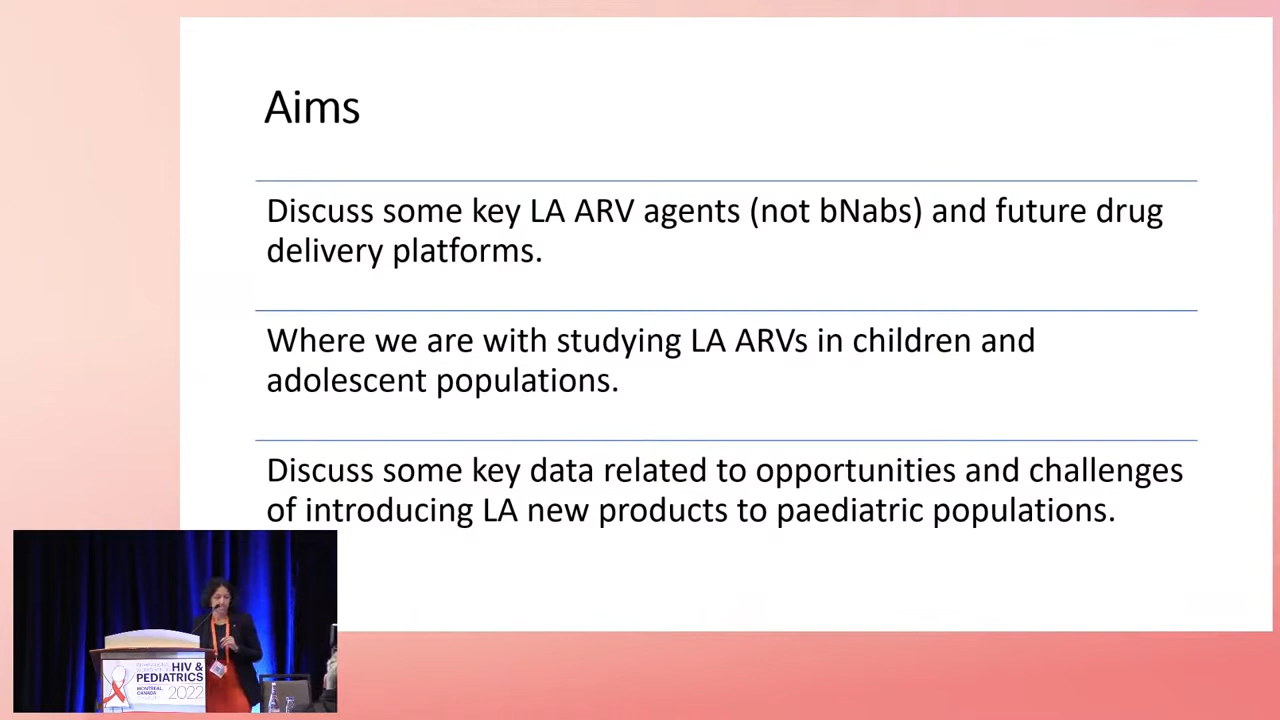 Aims
Discuss some key LA ARV agents (not bNabs) and future drug
delivery platforms.
Where we are with studying LA ARVs in children and
adolescent populations.
Discuss some key data related to opportunities and challenges
of introducing LA new products to paediatric populations.
HIV &
PEDIATRICS
MONTREAL
CANADA
2022